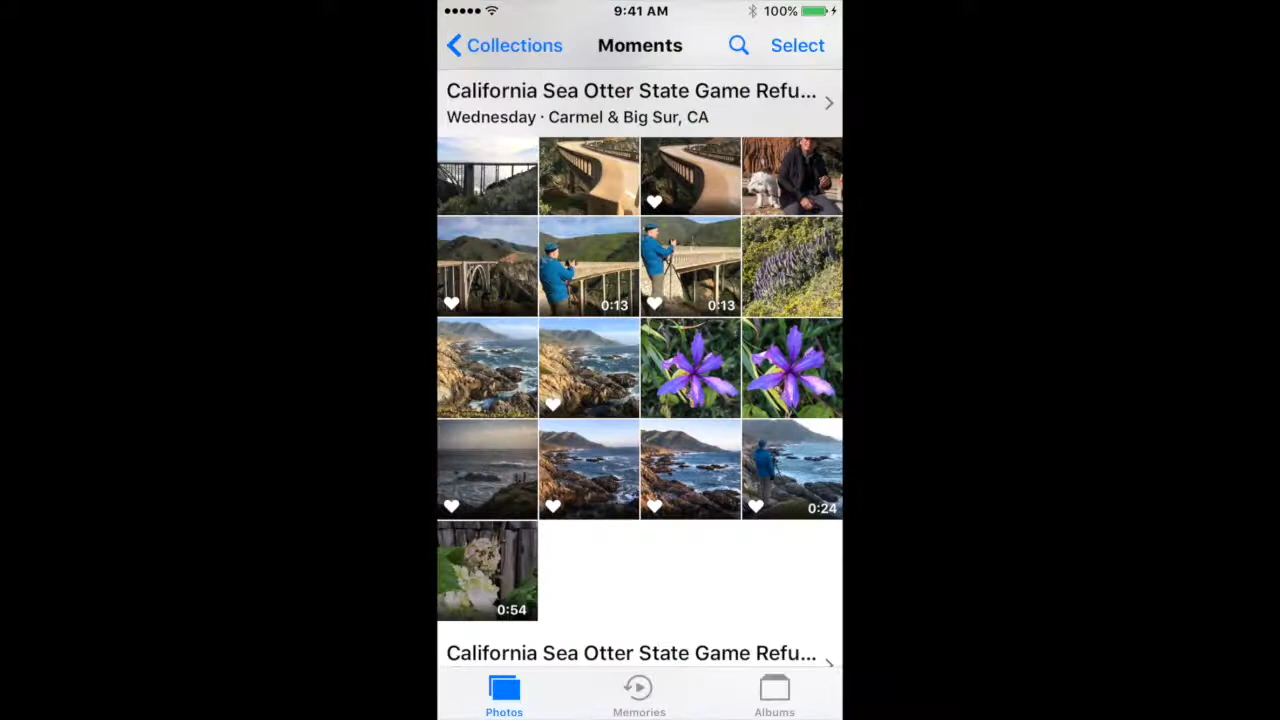 9:41 AM
100%
Collections
Moments
Select
California Sea Otter State Game Refu...
Wednesday · Carmel & Big Sur, CA
0:13
0:13
0:24
0:54
California Sea Otter State Game Refu...
Photos
Memories
Albums